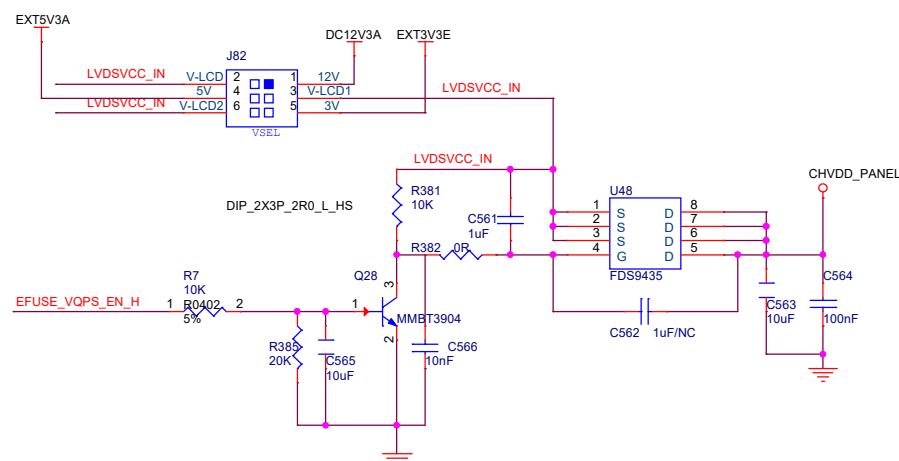 EXT5V3A
DC12V3A EXT3V3E
J82
LVDSVCC_IN V-LCD 2 1 12V
5V 4 3 V-LCD1 LVDSVCC_IN
LVDSVCC_IN V-LCD2 6 5 3V
VSEL
LVDSVCC_IN
CHVDD_PANEL
DIP_2X3P_2R0_L_HS
R381
10K
C561
1uF
U48
1 S D 8
2 S D 7
3 S D 6
4 G D 5
FDS9435
R382 0R
R7
10K
R0402
5%
EFUSE_VQPS_EN_H 1 2
Q28
1 3 2
MMBT3904
R385
20K
C565
10uF
C566
10nF
C562 1uF/NC
C563
10uF
C564
100nF